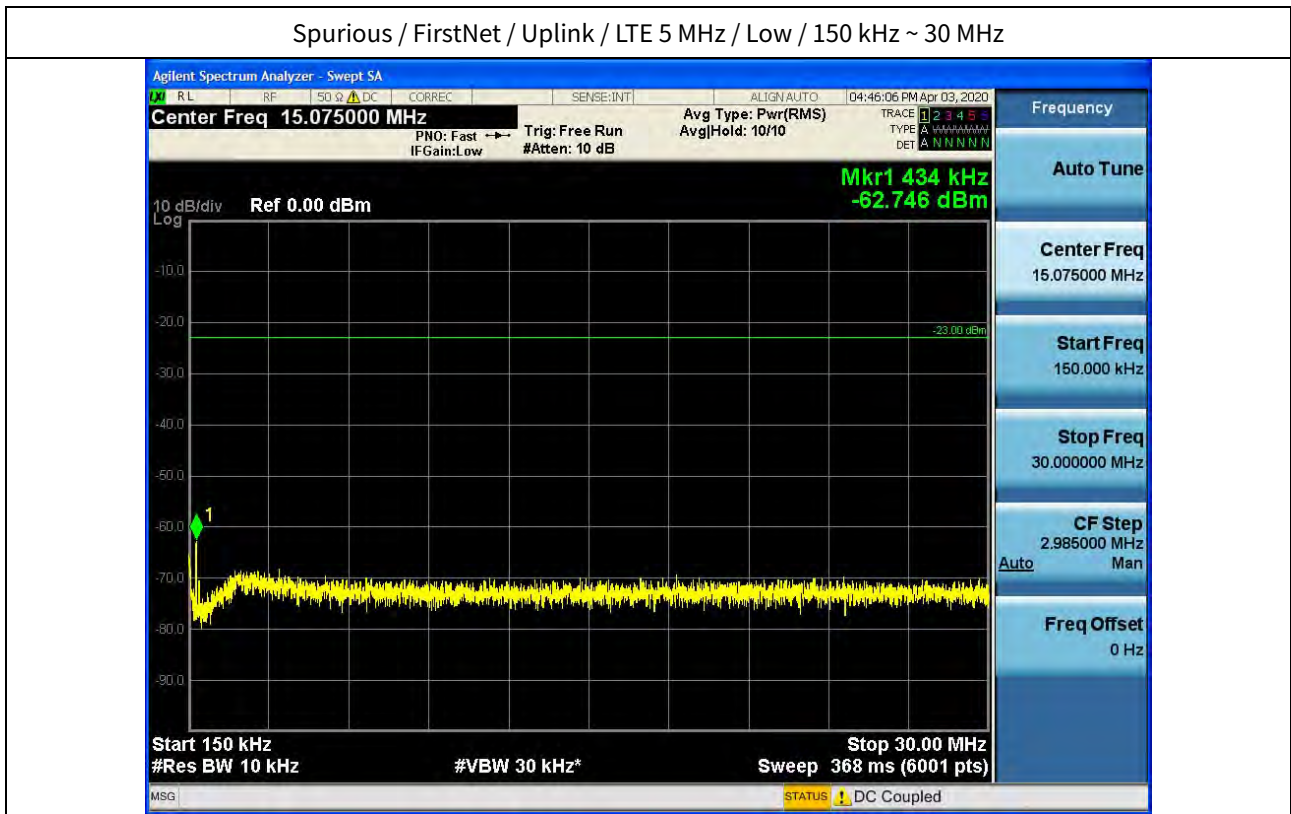 Spurious / FirstNet / Uplink / LTE 5 MHz / Low / 150 kHz ~ 30 MHz
Agilent Spectrum Analyzer - Swept SA
LXI RL RF 50 Ω DC CORREC SENSE:INT ALIGN AUTO 04:46:06 PM Apr 03, 2020
Center Freq 15.075000 MHz
PNO: Fast
IFGain:Low
Trig: Free Run
#Atten: 10 dB
Avg Type: Pwr(RMS)
Avg|Hold: 10/10
TRACE 1 2 3 4 5 6
TYPE A WWWWW
DET A N N N N N
Mkr1 434 kHz
-62.746 dBm
10 dB/div Ref 0.00 dBm
Log
-10.0
-20.0
-23.00 dBm
-30.0
-40.0
-50.0
-60.0
1
-70.0
-80.0
-90.0
Start 150 kHz Stop 30.00 MHz
#Res BW 10 kHz #VBW 30 kHz* Sweep 368 ms (6001 pts)
MSG STATUS DC Coupled
Frequency
Auto Tune
Center Freq
15.075000 MHz
Start Freq
150.000 kHz
Stop Freq
30.000000 MHz
CF Step
2.985000 MHz
Auto Man
Freq Offset
0 Hz